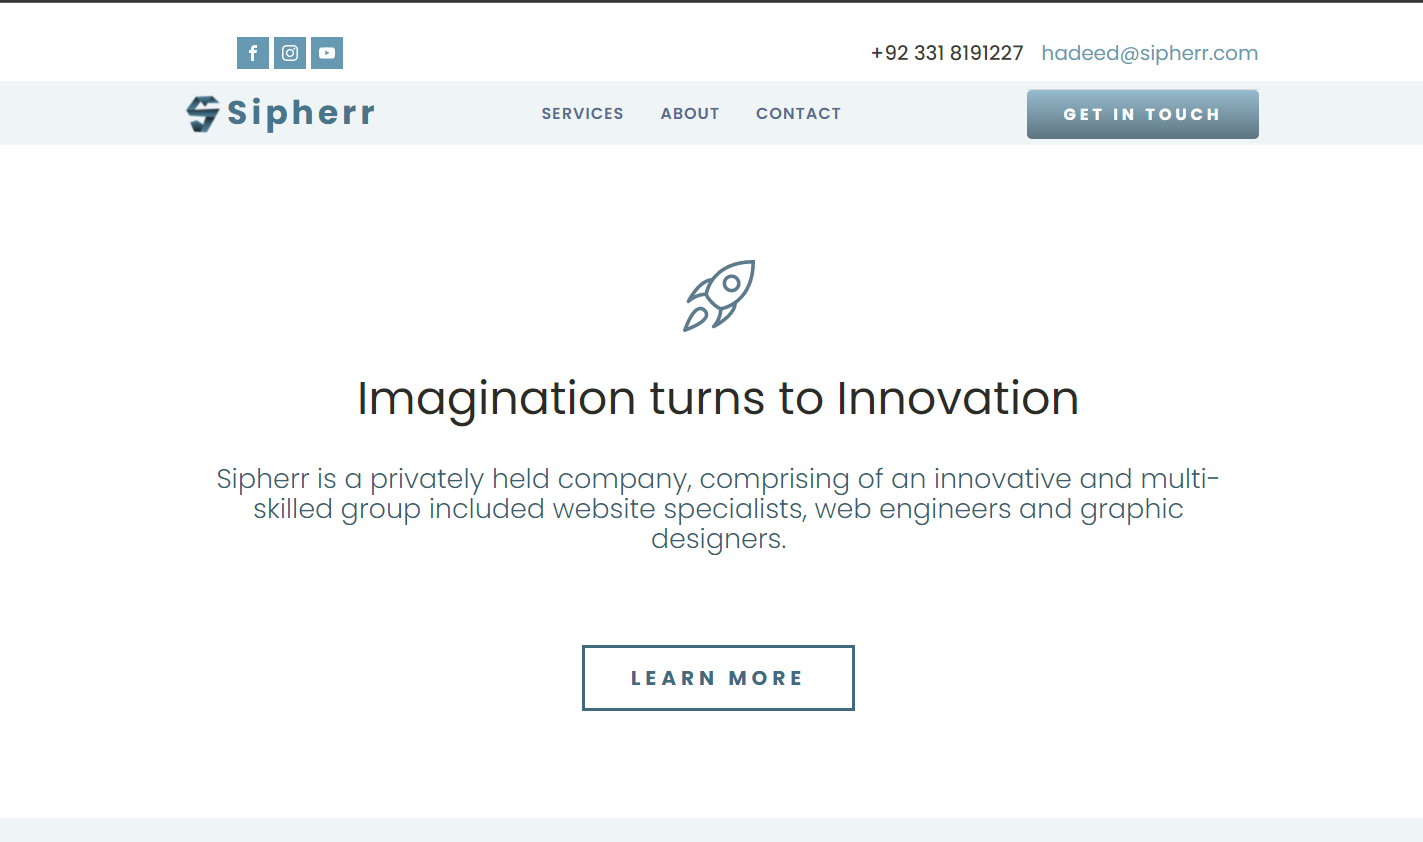 +92 331 8191227 hadeed@sipherr.com
Sipherr SERVICES ABOUT CONTACT GET IN TOUCH
Imagination turns to Innovation
Sipherr is a privately held company, comprising of an innovative and multi-
skilled group included website specialists, web engineers and graphic
designers.
LEARN MORE